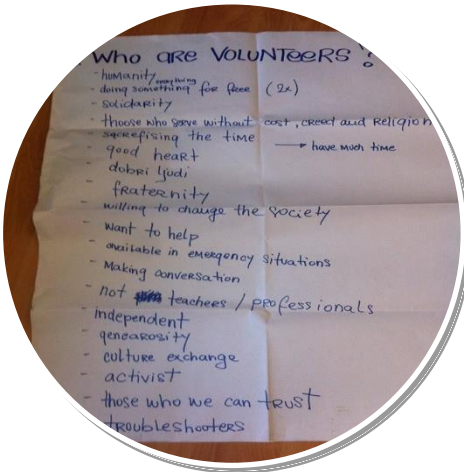 Who are VOLUNTEERS?
- humanity
- doing something for free (2x)
everything
- solidarity
- thoose who serve without cost, creed and Religion
- sacrefising the time → have much time
- good heart
- dobri ljudi
- fraternity
- willing to change the society
- Want to help
- available in emergency situations
- Making conversation
- not teachers / professionals
- independent
- genearosity
- culture exchange
- activist
- those who we can trust
troubleshooters